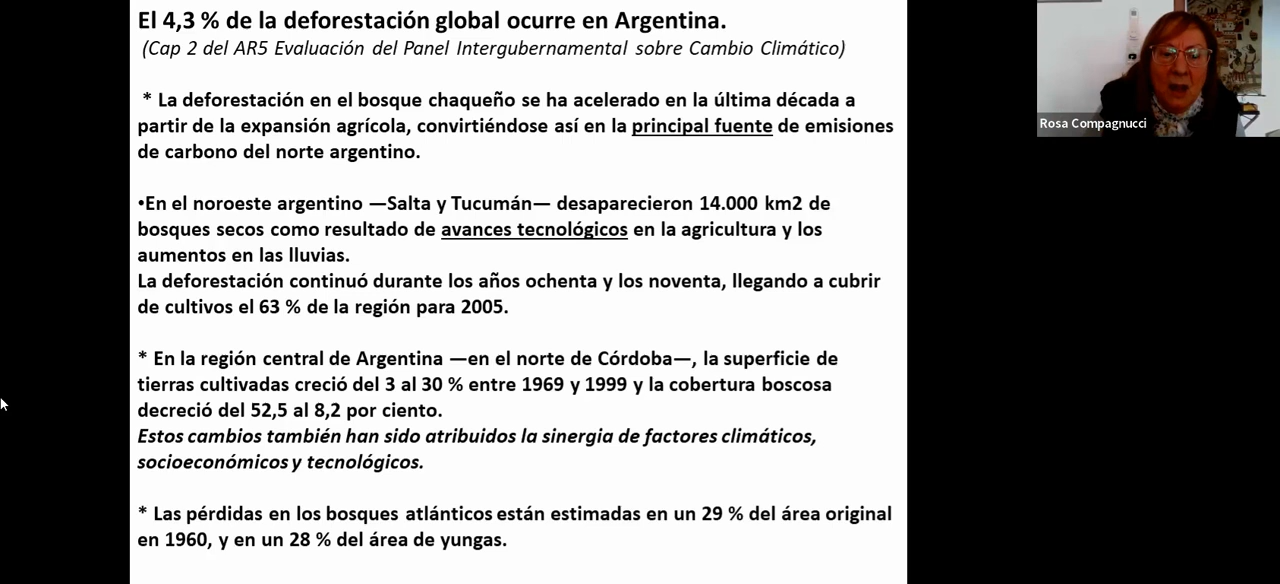 El 4,3 % de la deforestación global ocurre en Argentina.
(Cap 2 del AR5 Evaluación del Panel Intergubernamental sobre Cambio Climático)
* La deforestación en el bosque chaqueño se ha acelerado en la última década a
partir de la expansión agrícola, convirtiéndose así en la principal fuente de emisiones
de carbono del norte argentino.
•En el noroeste argentino —Salta y Tucumán— desaparecieron 14.000 km2 de
bosques secos como resultado de avances tecnológicos en la agricultura y los
aumentos en las lluvias.
La deforestación continuó durante los años ochenta y los noventa, llegando a cubrir
de cultivos el 63 % de la región para 2005.
* En la región central de Argentina —en el norte de Córdoba—, la superficie de
tierras cultivadas creció del 3 al 30 % entre 1969 y 1999 y la cobertura boscosa
decreció del 52,5 al 8,2 por ciento.
Estos cambios también han sido atribuidos la sinergia de factores climáticos,
socioeconómicos y tecnológicos.
* Las pérdidas en los bosques atlánticos están estimadas en un 29 % del área original
en 1960, y en un 28 % del área de yungas.
Rosa Compagnucci